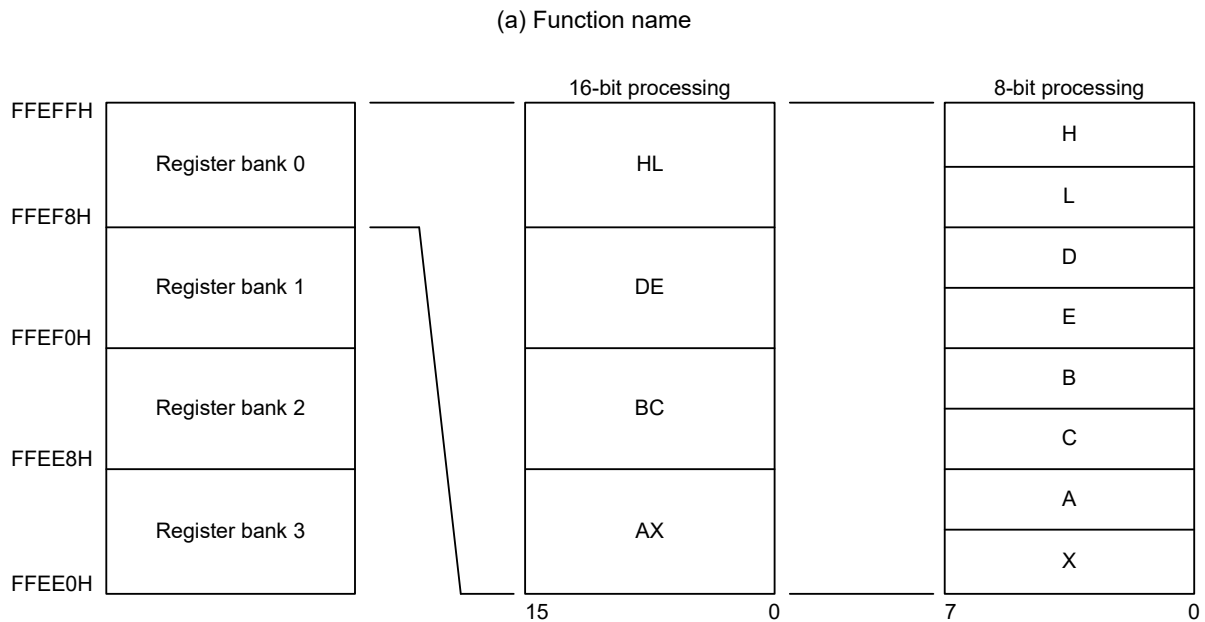 (a) Function name
16-bit processing
8-bit processing
FFEFFH
Register bank 0
HL
H
L
FFEF8H
Register bank 1
DE
D
E
FFEF0H
Register bank 2
BC
B
C
FFEE8H
Register bank 3
AX
A
X
FFEE0H
15
0
7
0